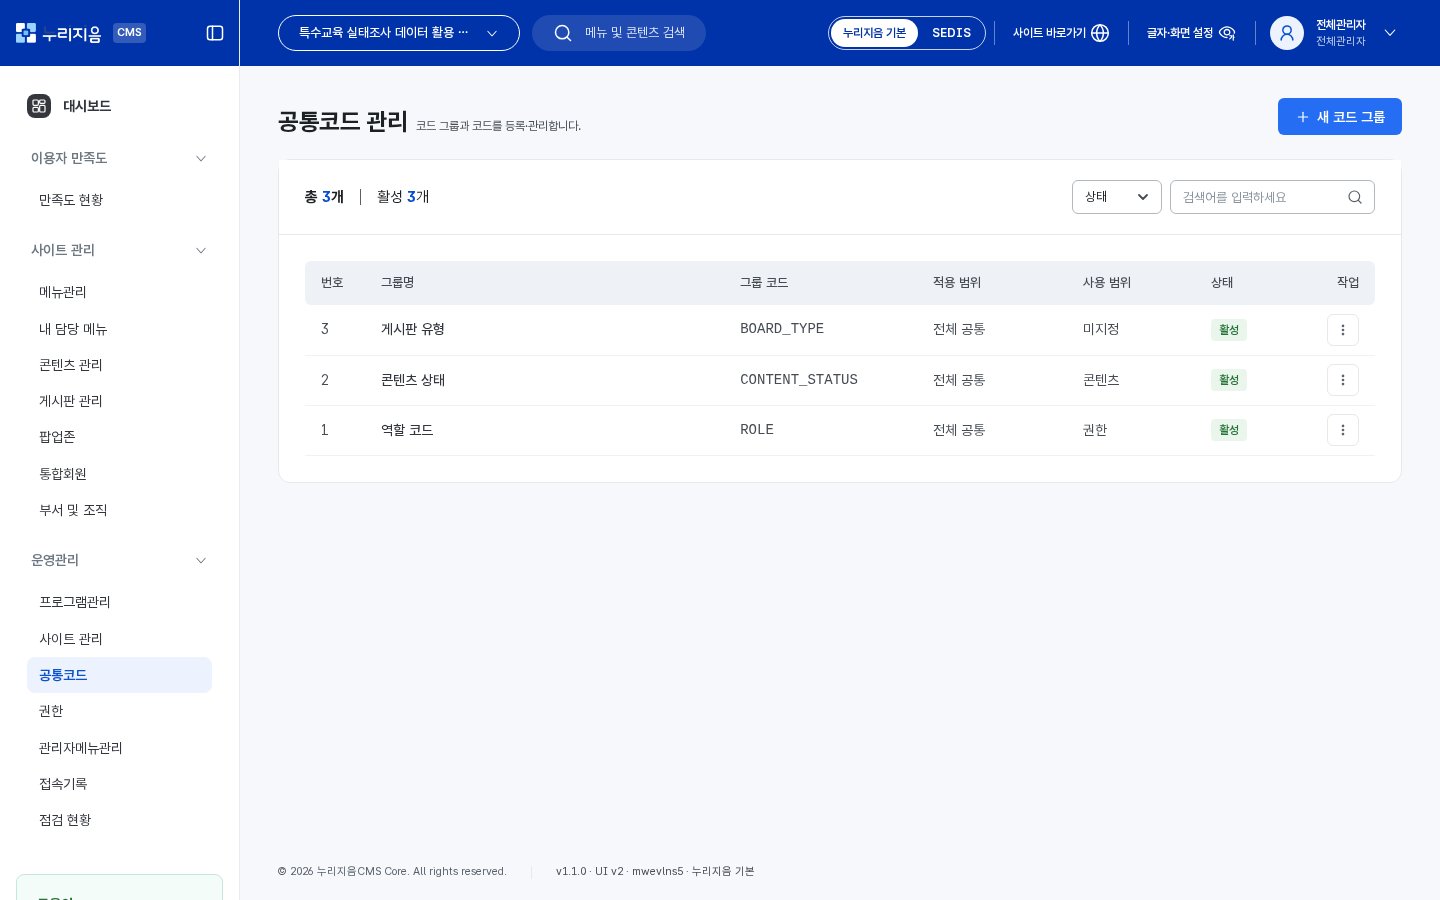 누리지음 CMS
특수교육 실태조사 데이터 활용 ···
메뉴 및 콘텐츠 검색
누리지음 기본 SEDIS
사이트 바로가기
글자·화면 설정
전체관리자
전체관리자
대시보드
이용자 만족도
만족도 현황
사이트 관리
메뉴관리
내 담당 메뉴
콘텐츠 관리
게시판 관리
팝업존
통합회원
부서 및 조직
운영관리
프로그램관리
사이트 관리
공통코드
권한
관리자메뉴관리
접속기록
점검 현황
공통코드 관리 코드 그룹과 코드를 등록·관리합니다.
+ 새 코드 그룹
총 3개 | 활성 3개
상태
검색어를 입력하세요
번호 그룹명 그룹 코드 적용 범위 사용 범위 상태 작업
3 게시판 유형 BOARD_TYPE 전체 공통 미지정 활성
2 콘텐츠 상태 CONTENT_STATUS 전체 공통 콘텐츠 활성
1 역할 코드 ROLE 전체 공통 권한 활성
© 2026 누리지음CMS Core. All rights reserved.
v1.1.0 · UI v2 · mwevlns5 · 누리지음 기본